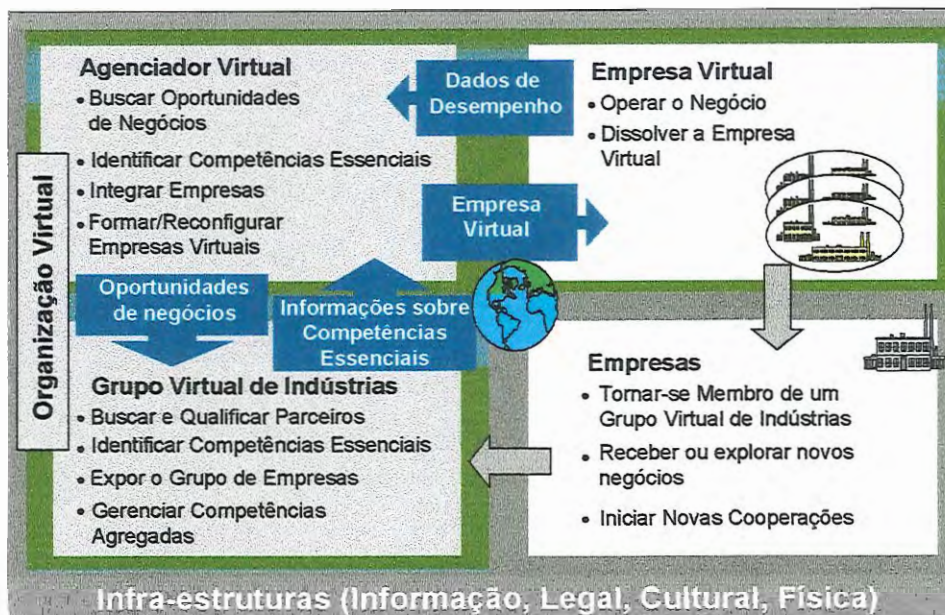 Agenciador Virtual
• Buscar Oportunidades
de Negócios
• Identificar Competências Essenciais
• Integrar Empresas
• Formar/Reconfigurar
Empresas Virtuais
Dados de
Desempenho
Empresa Virtual
• Operar o Negócio
• Dissolver a Empresa
Virtual
Empresa
Virtual
Organização Virtual
Oportunidades
de negócios
Informações sobre
Competências
Essenciais
Grupo Virtual de Indústrias
• Buscar e Qualificar Parceiros
• Identificar Competências Essenciais
• Expor o Grupo de Empresas
• Gerenciar Competências
Agregadas
Empresas
• Tornar-se Membro de um
Grupo Virtual de Indústrias
• Receber ou explorar novos
negócios
• Iniciar Novas Cooperações
Infra-estruturas (Informação, Legal, Cultural, Física)